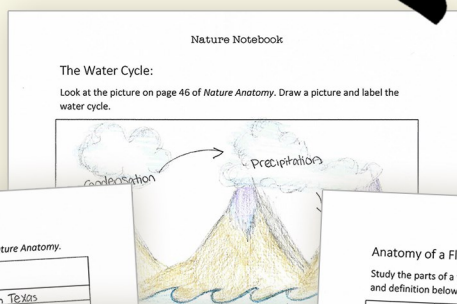 Nature Notebook
The Water Cycle:
Look at the picture on page 46 of Nature Anatomy. Draw a picture and label the
water cycle.
Precipitation
Condensation
ture Anatomy.
Texas
Anatomy of a Fl
Study the parts of a
and definition below